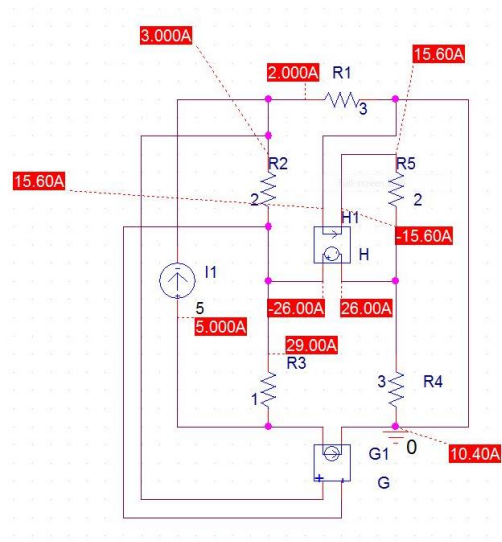 3.000A
15.60A
2.000A
R1
3
R2
R5
15.60A
2
2
H1
-15.60A
H
I1
-26.00A
26.00A
5
5.000A
29.00A
R3
3
R4
1
0
G1
10.40A
G